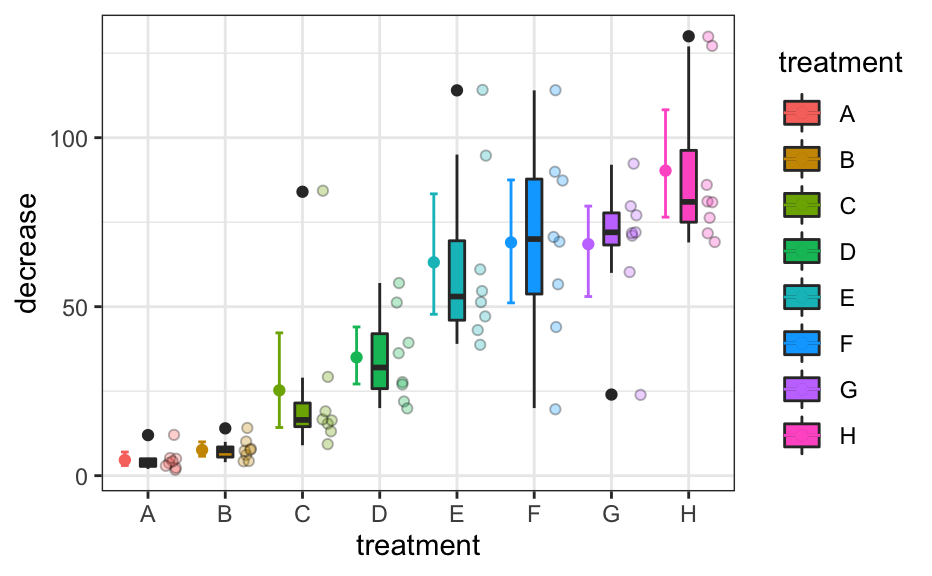 treatment
A
B
C
D
E
F
G
H
decrease
100
50
0
A B C D E F G H
treatment